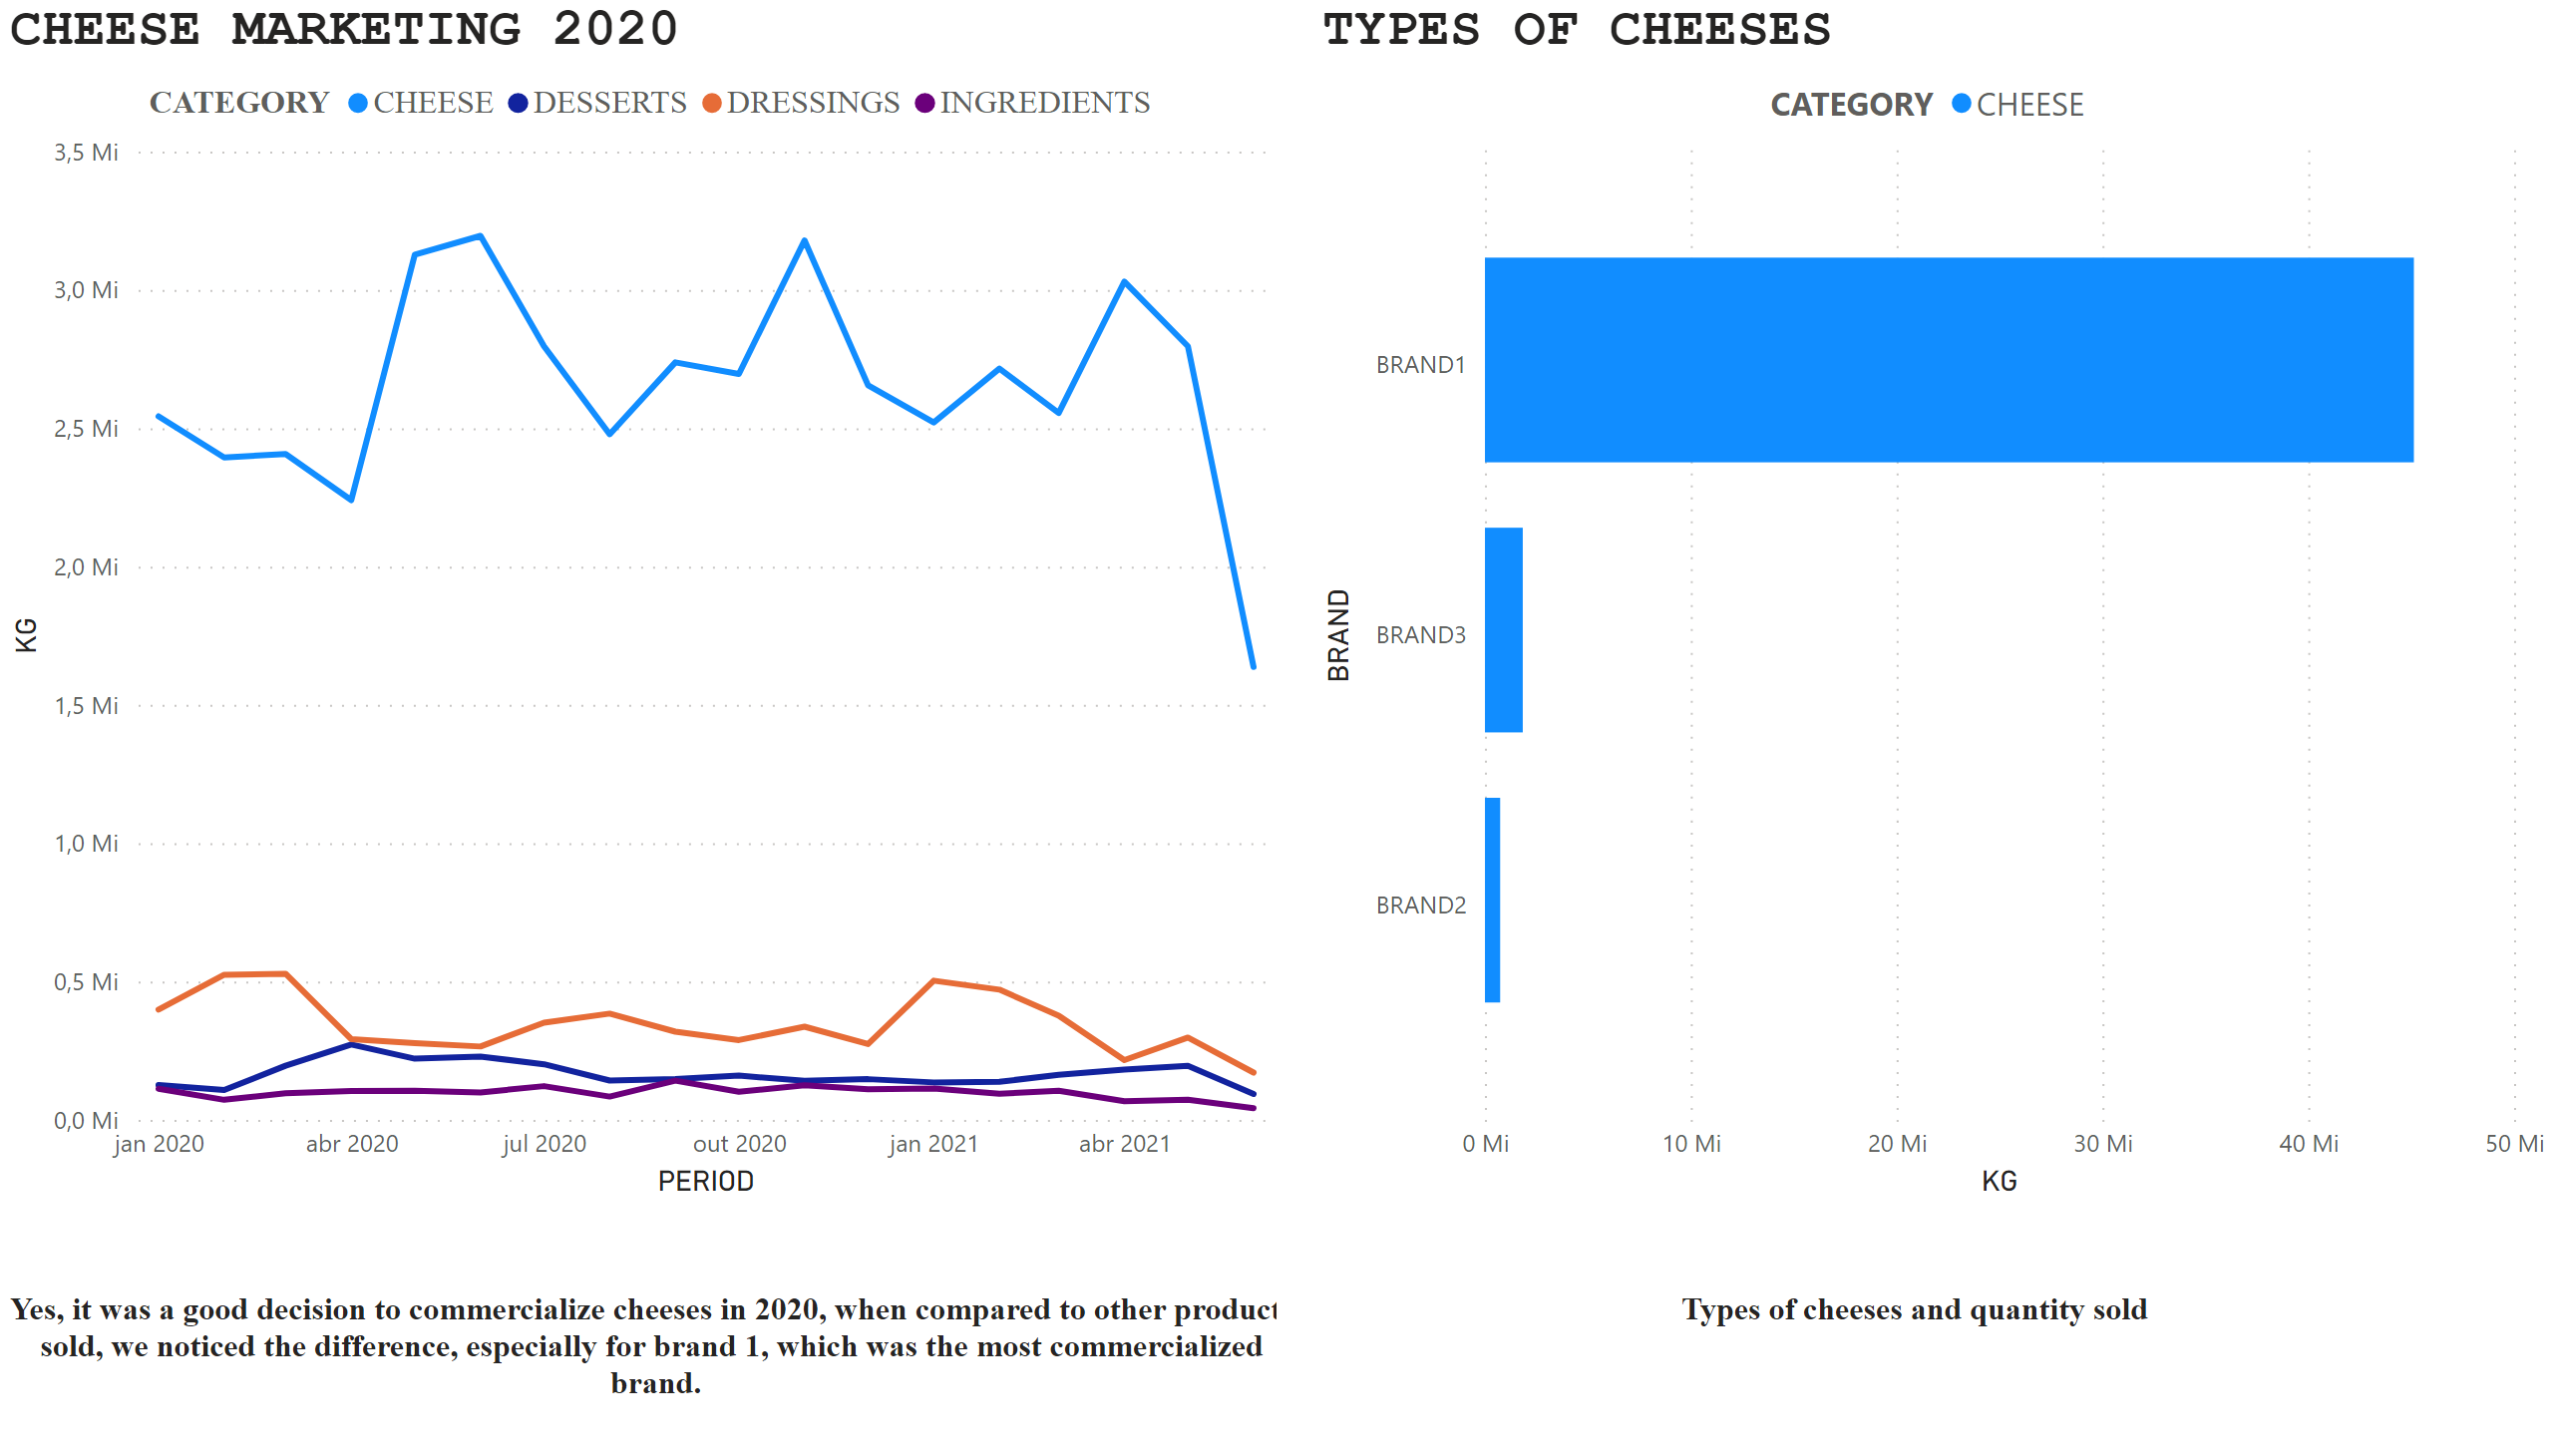 CHEESE MARKETING 2020
CATEGORY CHEESE DESSERTS DRESSINGS INGREDIENTS
3,5 Mi
3,0 Mi
2,5 Mi
2,0 Mi
1,5 Mi
1,0 Mi
0,5 Mi
0,0 Mi
KG
jan 2020 abr 2020 jul 2020 out 2020 jan 2021 abr 2021
PERIOD
Yes, it was a good decision to commercialize cheeses in 2020, when compared to other product
sold, we noticed the difference, especially for brand 1, which was the most commercialized
brand.
TYPES OF CHEESES
CATEGORY CHEESE
BRAND
BRAND1
BRAND3
BRAND2
0 Mi 10 Mi 20 Mi 30 Mi 40 Mi 50 Mi
KG
Types of cheeses and quantity sold